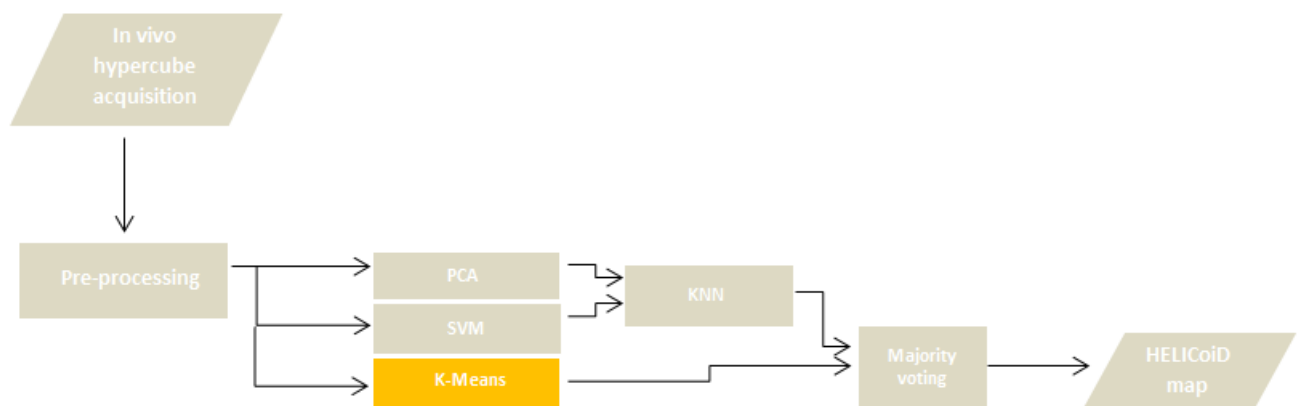 In vivo
hypercube
acquisition
Pre-processing
PCA
SVM
K-Means
KNN
Majority
voting
HELICoiD
map